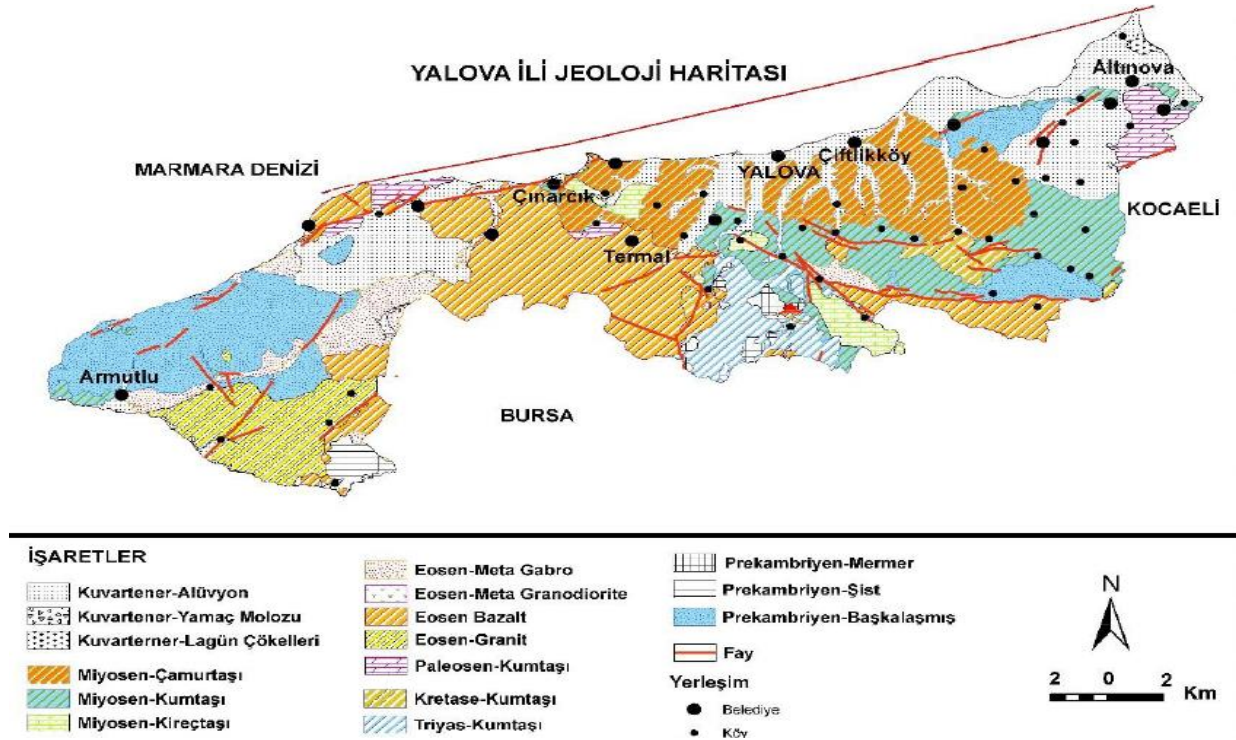 YALOVA İLİ JEOLOJİ HARİTASI
Altınova
MARMARA DENİZİ
Çiftlikköy
YALOVA
Çınarcık
KOCAELİ
Termal
Armutlu
BURSA
İŞARETLER
Kuvartener-Alüvyon
Kuvartener-Yamaç Molozu
Kuvarterner-Lagün Çökelleri
Miyosen-Çamurtaşı
Miyosen-Kumtaşı
Miyosen-Kireçtaşı
Eosen-Meta Gabro
Eosen-Meta Granodiorite
Eosen Bazalt
Eosen-Granit
Paleosen-Kumtaşı
Kretase-Kumtaşı
Triyas-Kumtaşı
Prekambriyen-Mermer
Prekambriyen-Şist
Prekambriyen-Başkalaşmış
Fay
Yerleşim
Belediye
Köy
N
2 0 2 Km